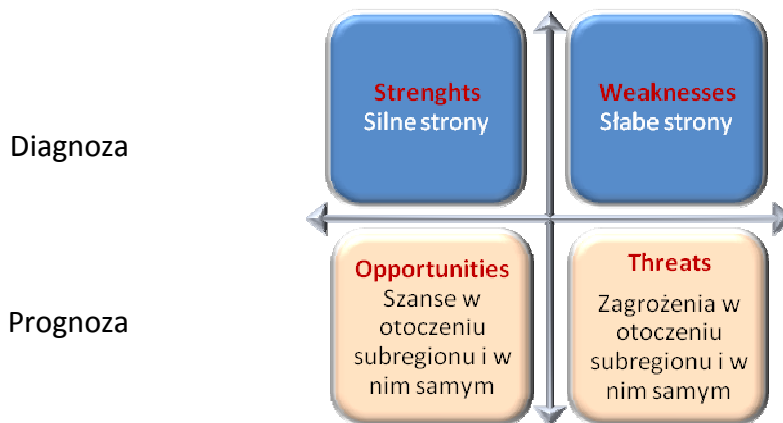 Strenghts
Silne strony
Weaknesses
Słabe strony
Diagnoza
Opportunities
Szanse w
otoczeniu
subregionu i w
nim samym
Threats
Zagrożenia w
otoczeniu
subregionu i w
nim samym
Prognoza